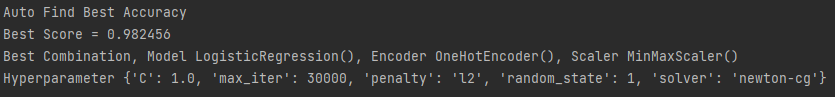 Auto Find Best Accuracy
Best Score = 0.982456
Best Combination, Model LogisticRegression(), Encoder OneHotEncoder(), Scaler MinMaxScaler()
Hyperparameter {'C': 1.0, 'max_iter': 30000, 'penalty': 'l2', 'random_state': 1, 'solver': 'newton-cg'}